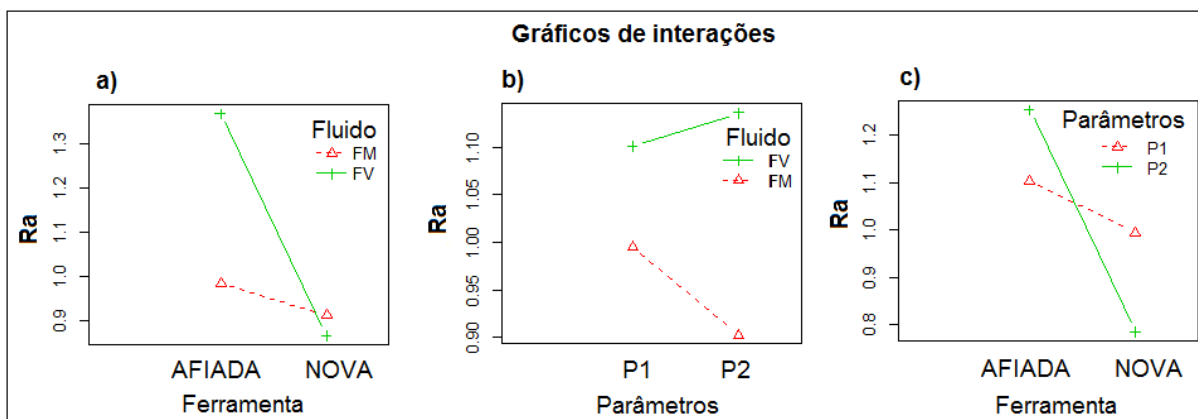 Gráficos de interações
a)
Ra
1.3
1.2
1.1
1.0
0.9
Fluido
FM
FV
AFIADA NOVA
Ferramenta
b)
Ra
1.10
1.05
1.00
0.95
0.90
Fluido
FV
FM
P1 P2
Parâmetros
c)
Ra
1.2
1.1
1.0
0.9
0.8
Parâmetros
P1
P2
AFIADA NOVA
Ferramenta